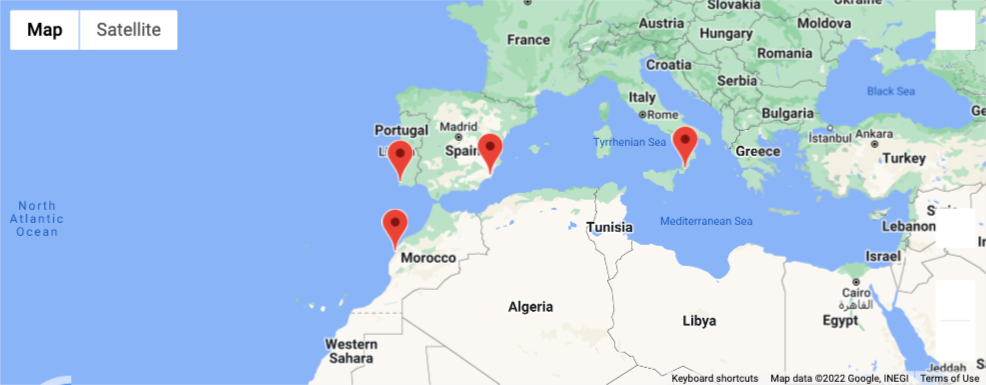 Map
Satellite
Slovakia
Ukraine
Austria
Moldova
Hungary
France
Romania
Croatia
Serbia
Black Sea
Italy
Rome
Bulgaria
Portugal
Madrid
Spain
Tyrrhenian Sea
Greece
İstanbul
Ankara
Turkey
North
Atlantic
Ocean
Mediterranean Sea
Tunisia
Lebanon
Morocco
Israel
Algeria
Libya
Cairo
القاهرة
Egypt
Western
Sahara
Jeddah
Keyboard shortcuts
Map data ©2022 Google, INEGI
Terms of Use